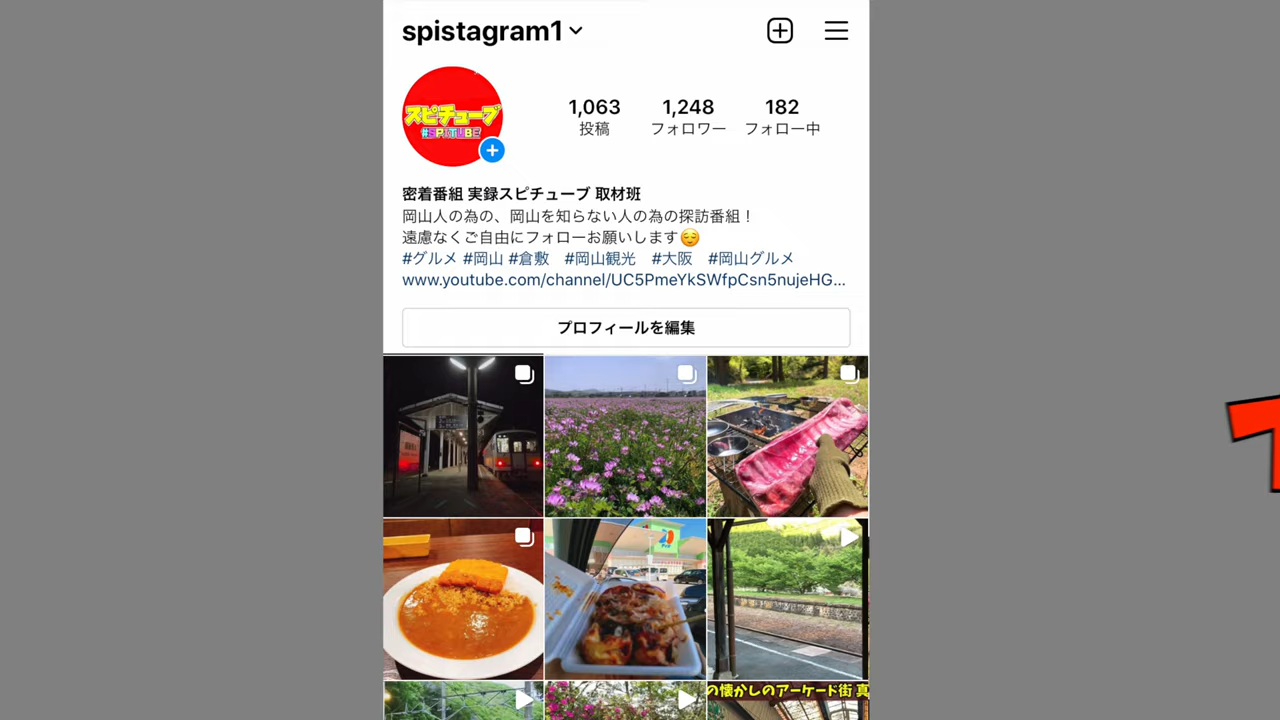 spistagram1
スピチューブ
#SPITUBE
1,063 1,248 182
投稿 フォロワー フォロー中
密着番組 実録スピチューブ 取材班
岡山人の為の、岡山を知らない人の為の探訪番組！
遠慮なくご自由にフォローお願いします😌
#グルメ #岡山 #倉敷 #岡山観光 #大阪 #岡山グルメ
www.youtube.com/channel/UC5PmeYkSWfpCsn5nujeHG...
プロフィールを編集
の懐かしのアーケード街 真